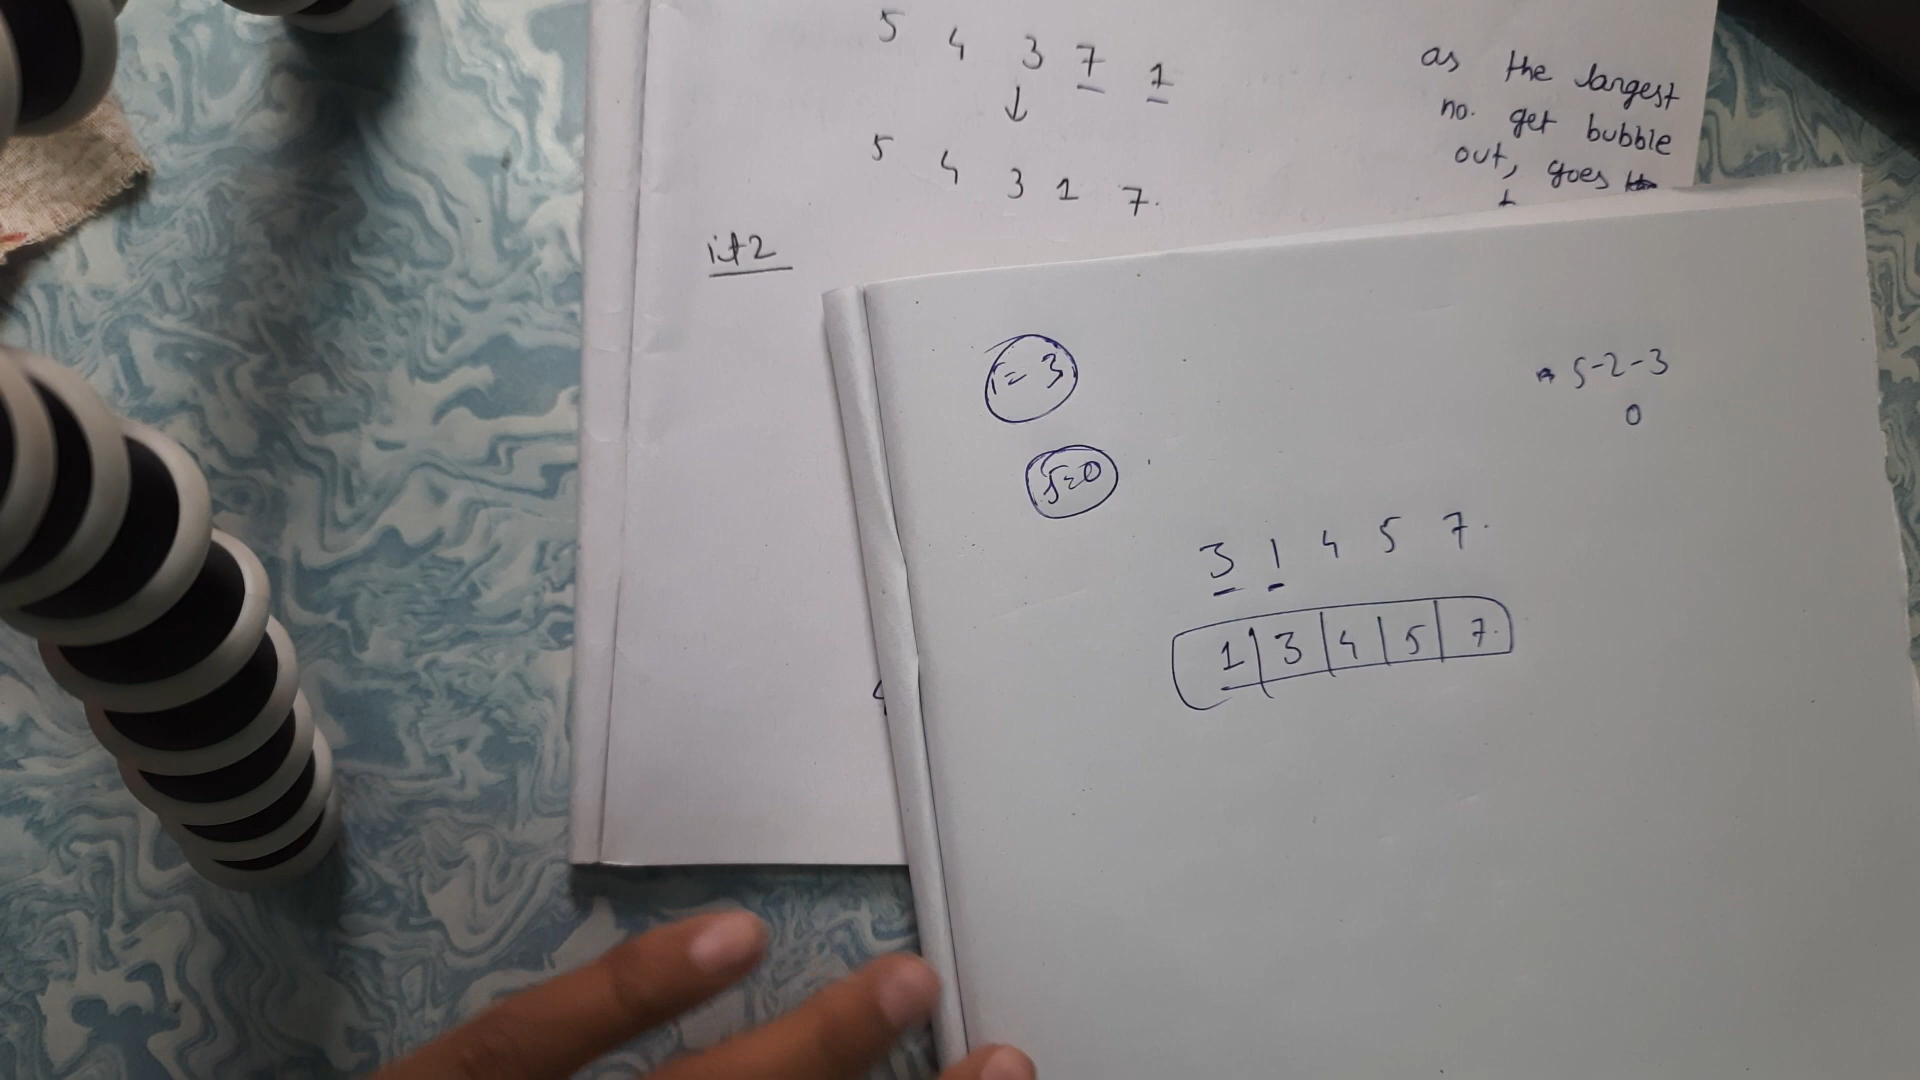 5 4 3 7 1
↓
5 4 3 1 7.
as the largest
no. get bubble
out, goes
it2
i=3
j=0
5-2-3
0
3 1 4 5 7.
1|3|4|5|7.